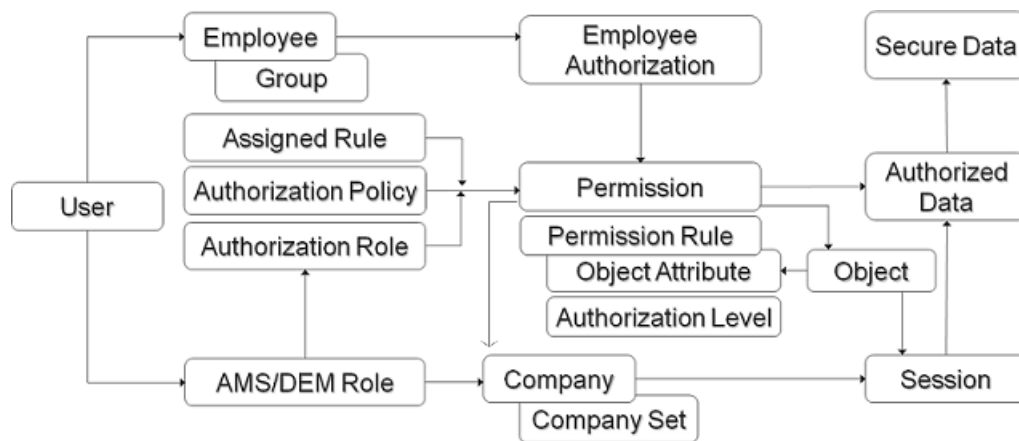 Employee
Group
Employee
Authorization
Secure Data
Assigned Rule
Authorization Policy
Authorization Role
User
Permission
Permission Rule
Object Attribute
Authorization Level
Authorized
Data
Object
AMS/DEM Role
Company
Company Set
Session